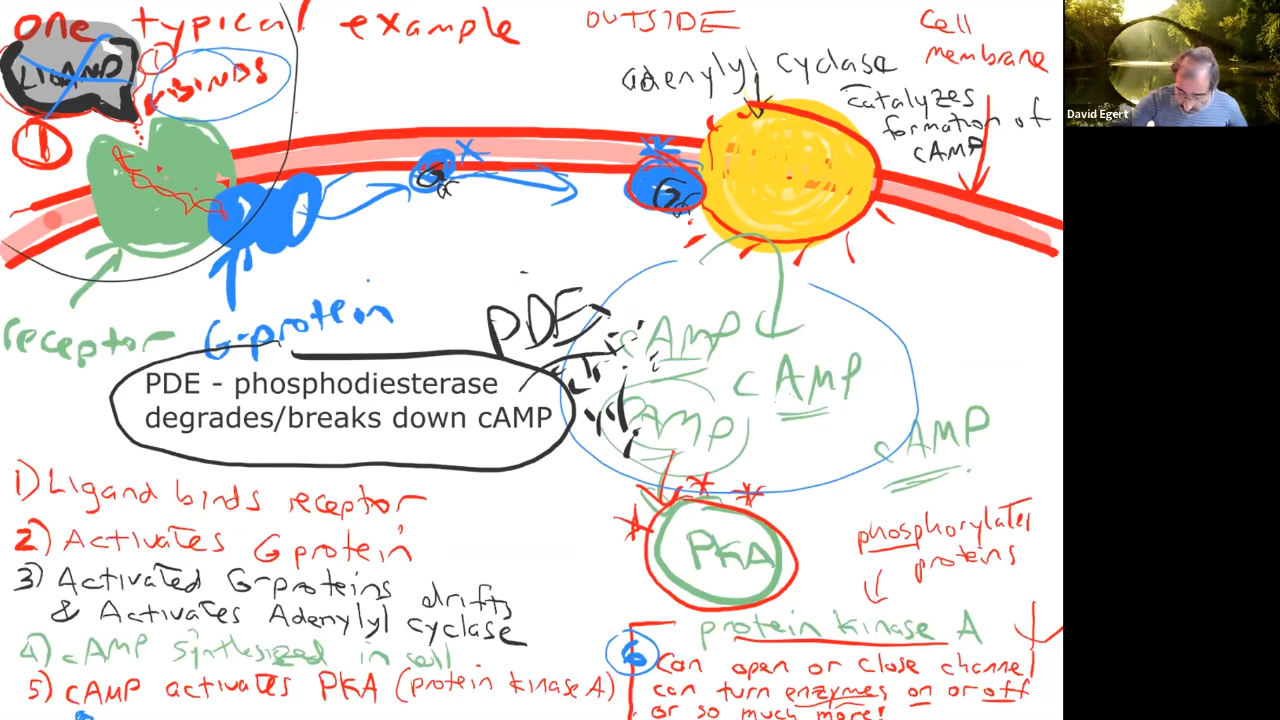 one typical example
OUTSIDE
Cell
membrane
LIGAND
1
BINDS
1
adenylyl cyclase
catalyzes
formation of
cAMP
David Egert
G
G
receptor
G-protein
PDE
PDE - phosphodiesterase
degrades/breaks down cAMP
cAMP
cAMP
cAMP
cAMP
PKA
phosphorylates
proteins
protein kinase A
1) Ligand binds receptor
2) Activates G protein
3) Activated G-proteins drifts
& Activates Adenylyl cyclase
4) cAMP synthesized in cell
5) cAMP activates PKA (protein kinase A)
6
Can open or close channel
can turn enzymes on or off
or so much more!